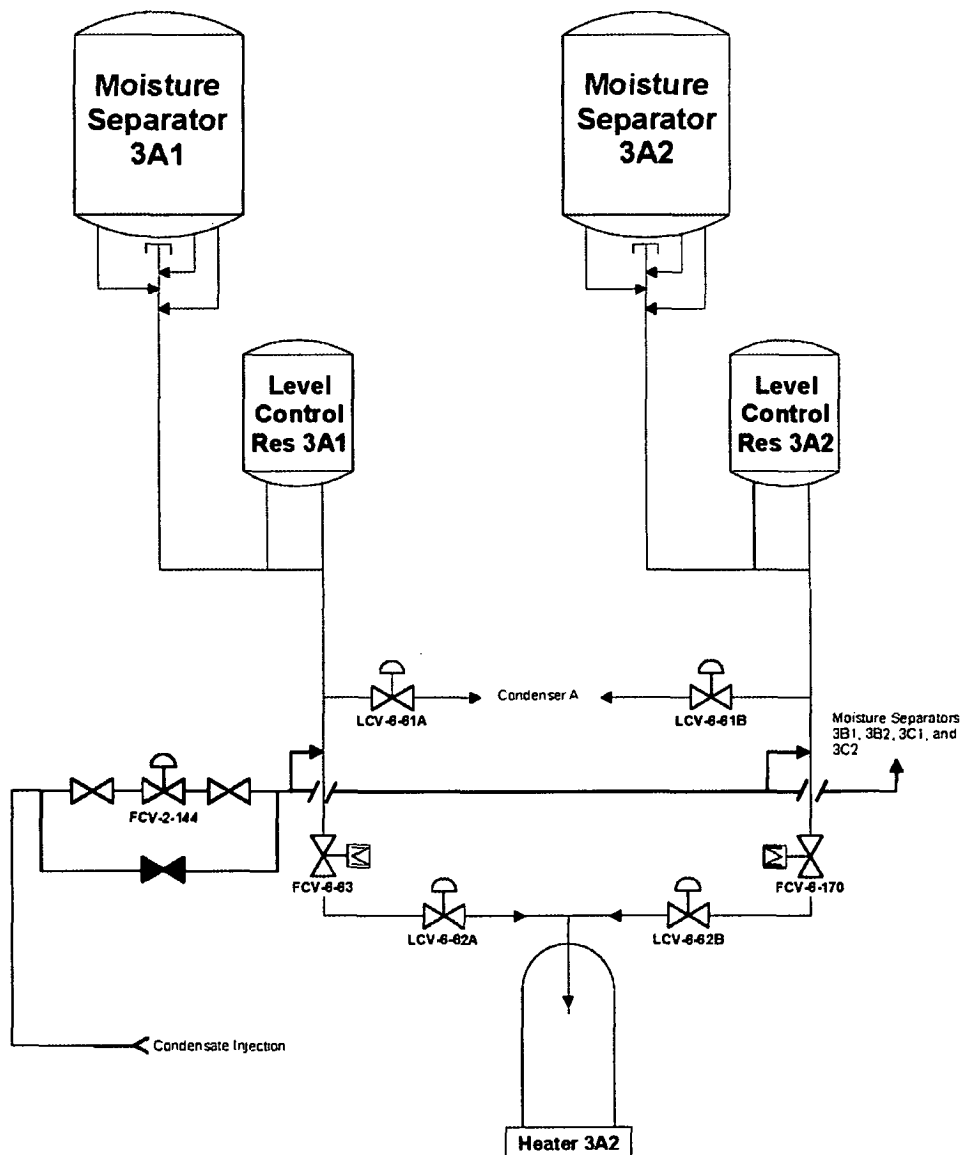 Moisture
Separator
3A1
Moisture
Separator
3A2
Level
Control
Res 3A1
Level
Control
Res 3A2
Condenser A
LCV-6-61A
LCV-6-61B
Moisture Separators
3B1, 3B2, 3C1, and
3C2
FCV-2-144
FCV-6-63
FCV-6-170
LCV-6-62A
LCV-6-62B
Condensate Injection
Heater 3A2